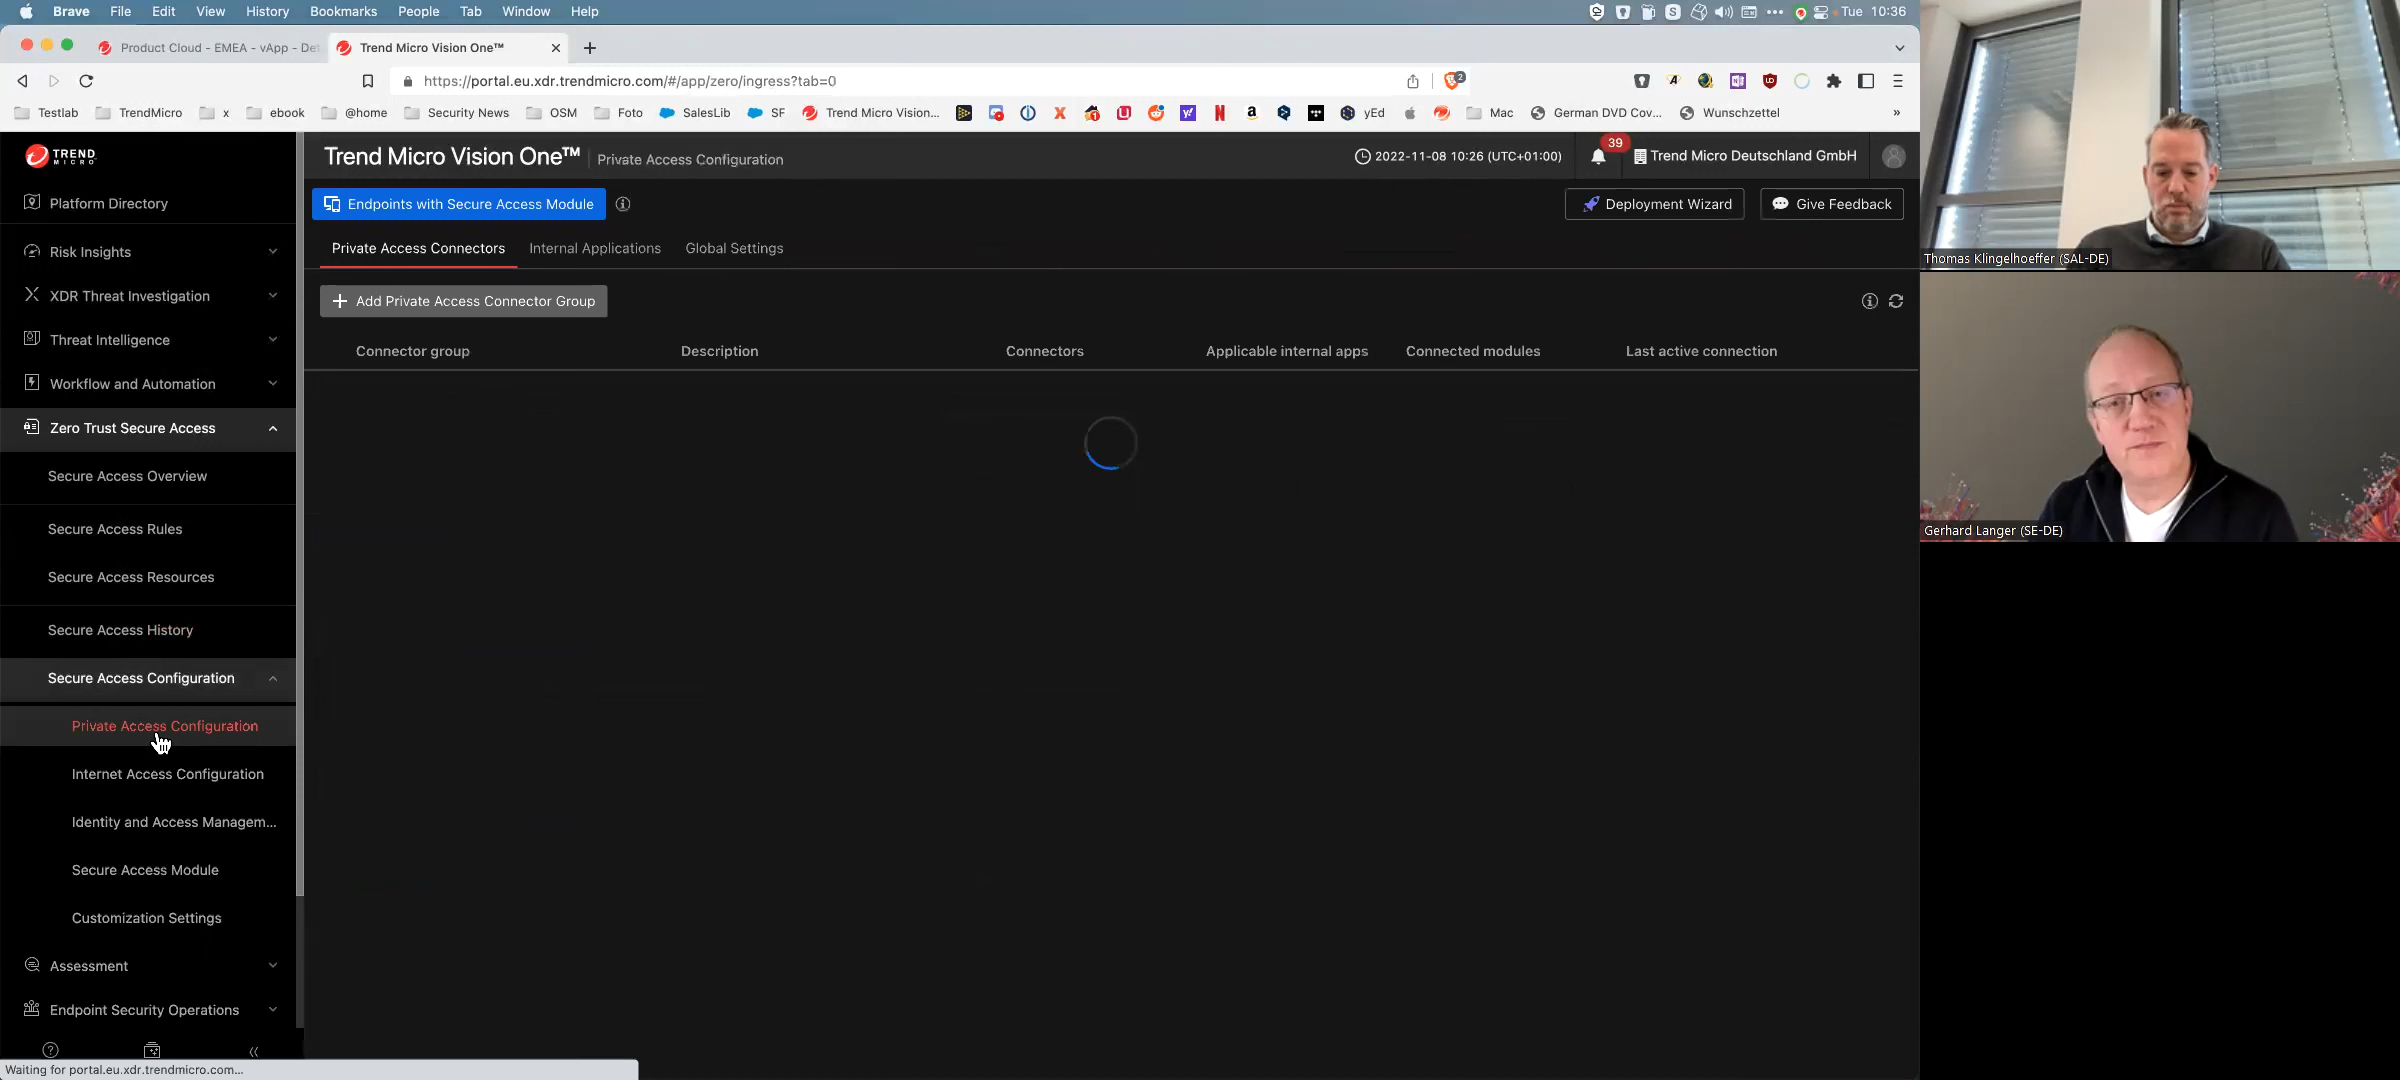 Brave File Edit View History Bookmarks People Tab Window Help
Tue 10:36
Product Cloud - EMEA - vApp - Det
Trend Micro Vision One™
https://portal.eu.xdr.trendmicro.com/#/app/zero/ingress?tab=0
2
Testlab TrendMicro x ebook @home Security News OSM Foto SalesLib SF Trend Micro Vision... yEd Mac German DVD Cov... Wunschzettel »
TREND
MICRO
Trend Micro Vision One™ Private Access Configuration
2022-11-08 10:26 (UTC+01:00)
39
Trend Micro Deutschland GmbH
Platform Directory
Risk Insights
XDR Threat Investigation
Threat Intelligence
Workflow and Automation
Zero Trust Secure Access
Secure Access Overview
Secure Access Rules
Secure Access Resources
Secure Access History
Secure Access Configuration
Private Access Configuration
Internet Access Configuration
Identity and Access Managem...
Secure Access Module
Customization Settings
Assessment
Endpoint Security Operations
Endpoints with Secure Access Module
Deployment Wizard
Give Feedback
Private Access Connectors Internal Applications Global Settings
Add Private Access Connector Group
Connector group Description Connectors Applicable internal apps Connected modules Last active connection
Waiting for portal.eu.xdr.trendmicro.com...
Thomas Klingelhoeffer (SAL-DE)
Gerhard Langer (SE-DE)